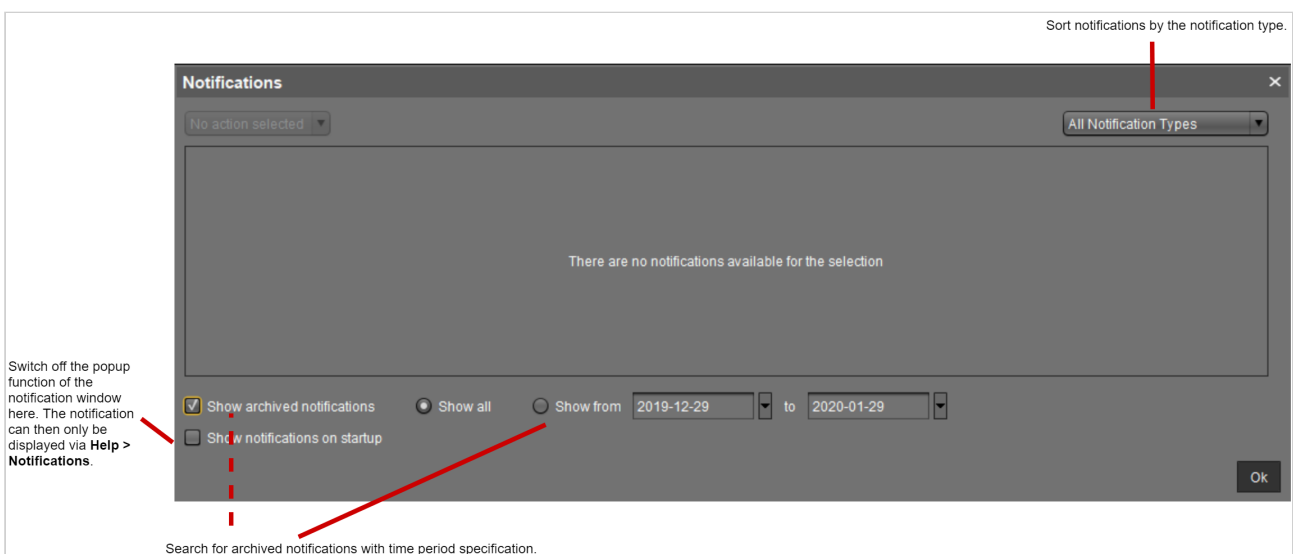 Sort notifications by the notification type.
Notifications
No action selected
All Notification Types
There are no notifications available for the selection
Switch off the popup
function of the
notification window
here. The notification
can then only be
displayed via Help >
Notifications.
Show archived notifications Show all Show from 2019-12-29 to 2020-01-29
Show notifications on startup
Ok
Search for archived notifications with time period specification.